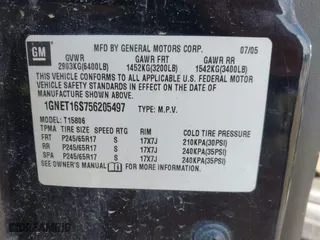 GM
MFD BY GENERAL MOTORS CORP. 07/05
GVWR GAWR FRT GAWR RR
2903KG(6400LB) 1452KG(3200LB) 1542KG(3400LB)
THIS VEHICLE CONFORMS TO ALL APPLICABLE U.S. FEDERAL
MOTOR VEHICLE SAFETY STANDARDS IN EFFECT ON THE DATE
OF MANUFACTURE SHOWN ABOVE.
1GNET16S756205497 TYPE: M.P.V.
MODEL: T15806
TPMA TIRE SIZE SPEED RTG RIM COLD TIRE PRESSURE
FRT P245/65R17 S 17X7J 210KPA(30PSI)
RR P245/65R17 S 17X7J 240KPA(35PSI)
SPA P245/65R17 S 17X7J 240KPA(35PSI)
SEE OWNER'S MANUAL FOR ADDITIONAL INFORMATION.